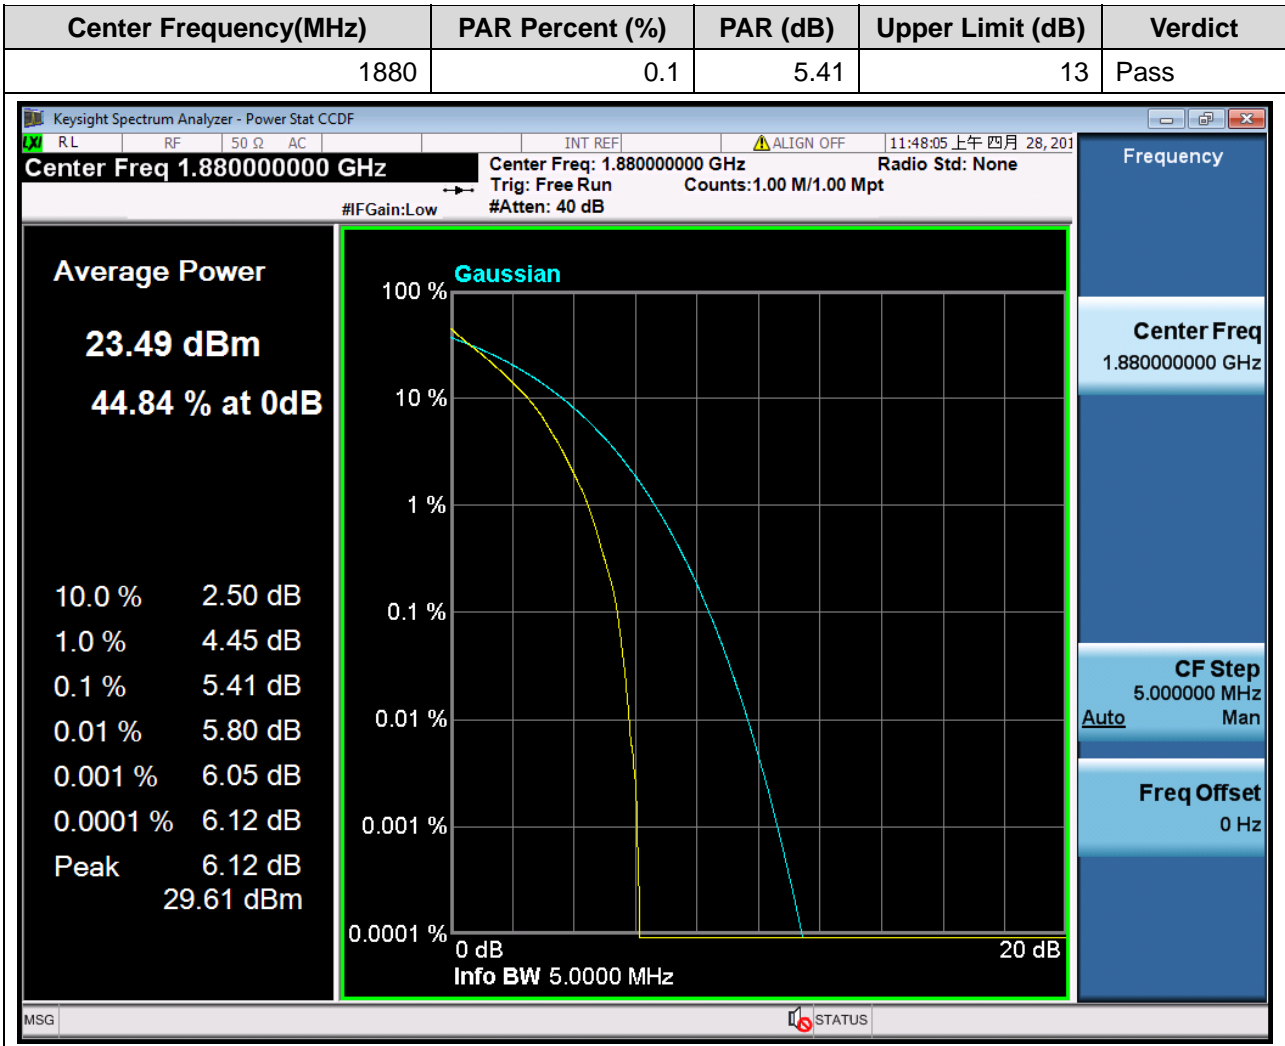 Center Frequency(MHz) PAR Percent (%) PAR (dB) Upper Limit (dB) Verdict
1880 0.1 5.41 13 Pass
Keysight Spectrum Analyzer - Power Stat CCDF
LXI RL RF 50 Ω AC INT REF ALIGN OFF 11:48:05 上午 四月 28, 201
Center Freq 1.880000000 GHz
Center Freq: 1.880000000 GHz Radio Std: None
Trig: Free Run Counts:1.00 M/1.00 Mpt
#IFGain:Low #Atten: 40 dB
Average Power
23.49 dBm
44.84 % at 0dB
10.0 % 2.50 dB
1.0 % 4.45 dB
0.1 % 5.41 dB
0.01 % 5.80 dB
0.001 % 6.05 dB
0.0001 % 6.12 dB
Peak 6.12 dB
29.61 dBm
Gaussian
100 %
10 %
1 %
0.1 %
0.01 %
0.001 %
0.0001 %
0 dB 20 dB
Info BW 5.0000 MHz
Frequency
Center Freq
1.880000000 GHz
CF Step
5.000000 MHz
Auto Man
Freq Offset
0 Hz
MSG STATUS